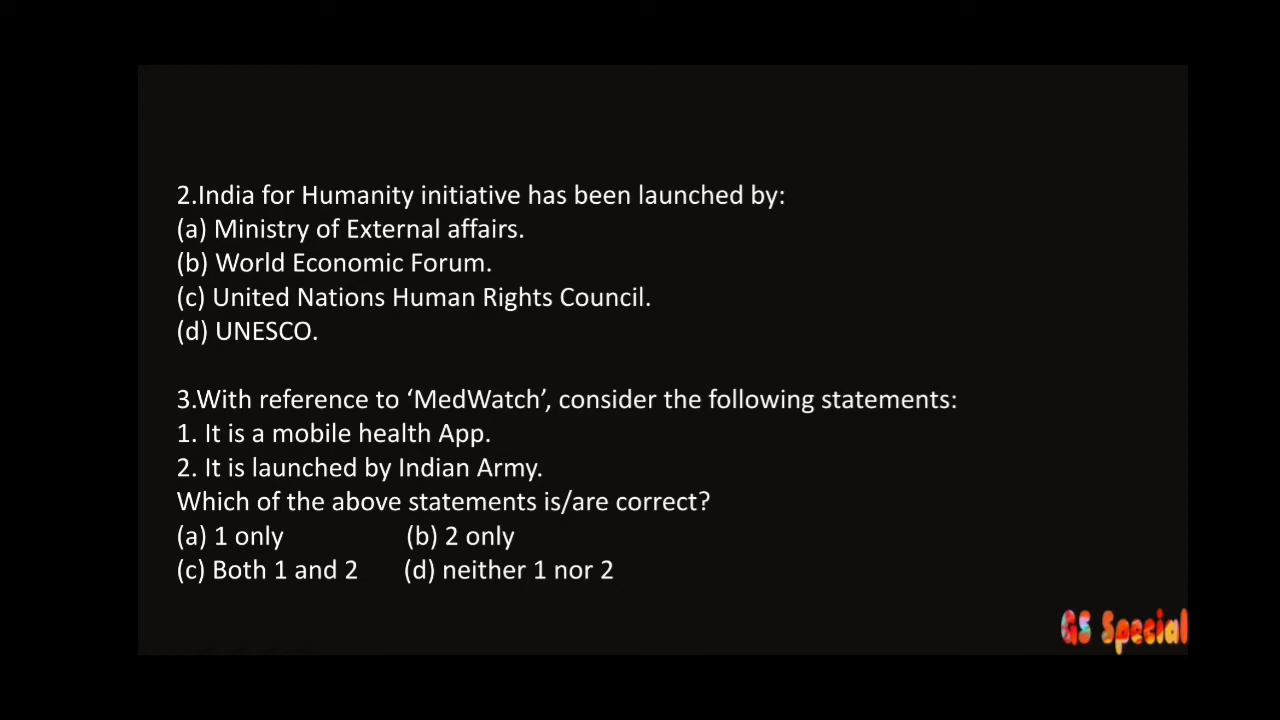 2.India for Humanity initiative has been launched by:
(a) Ministry of External affairs.
(b) World Economic Forum.
(c) United Nations Human Rights Council.
(d) UNESCO.
3.With reference to ‘MedWatch’, consider the following statements:
1. It is a mobile health App.
2. It is launched by Indian Army.
Which of the above statements is/are correct?
(a) 1 only (b) 2 only
(c) Both 1 and 2 (d) neither 1 nor 2
GS Special